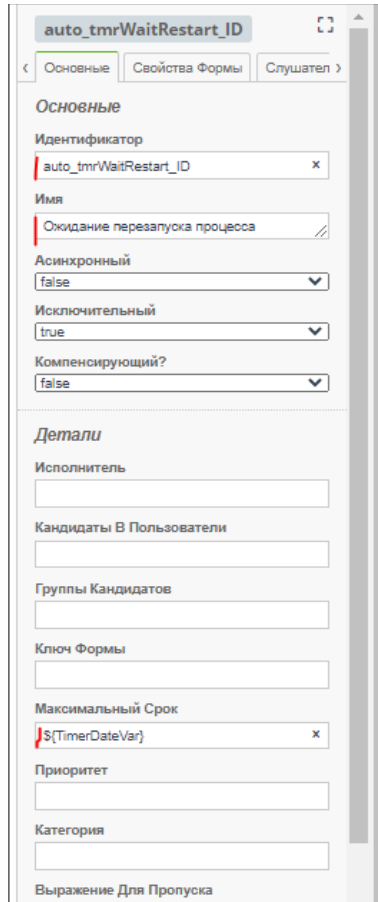 auto_tmrWaitRestart_ID
Основные
Свойства Формы
Слушател
Основные
Идентификатор
auto_tmrWaitRestart_ID
Имя
Ожидание перезапуска процесса
Асинхронный
false
Исключительный
true
Компенсирующий?
false
Детали
Исполнитель
Кандидаты В Пользователи
Группы Кандидатов
Ключ Формы
Максимальный Срок
${TimerDateVar}
Приоритет
Категория
Выражение Для Пропуска